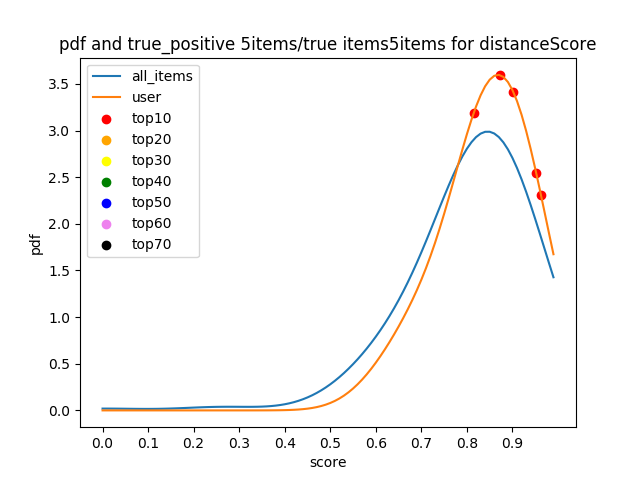 pdf and true_positive 5items/true items5items for distanceScore
all_items
user
top10
top20
top30
top40
top50
top60
top70
pdf
3.5
3.0
2.5
2.0
1.5
1.0
0.5
0.0
0.0 0.1 0.2 0.3 0.4 0.5 0.6 0.7 0.8 0.9
score